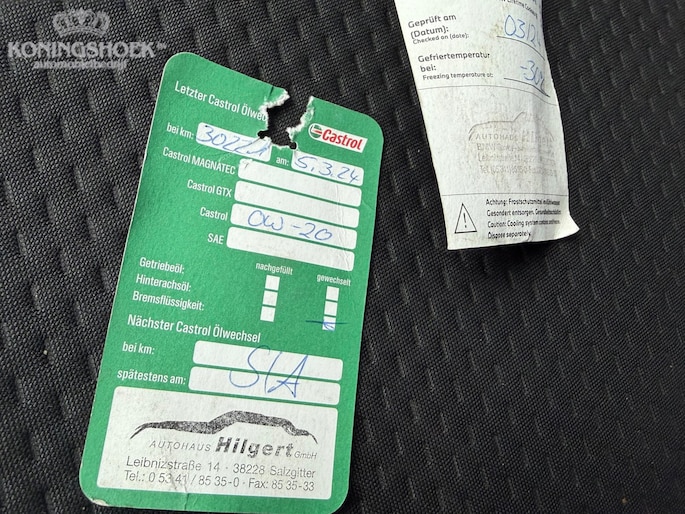 KONINGSHOEK
automobielbedrijf
Letzter Castrol
bei km: am: 5.3.24
Castrol
Castrol MAGNATEC
Castrol GTX
Castrol 0W-20
SAE
nachgefüllt gewechselt
Getriebeöl:
Hinterachsöl:
Bremsflüssigkeit:
Nächster Castrol Ölwechsel
bei km:
spätestens am:
SIA
AUTOHAUS Hilgert GmbH
Leibnizstraße 14 · 38228 Salzgitter
Tel.: 0 53 41 / 85 35-0 · Fax: 85 35-33
Geprüft am
(Datum):
Checked on (date):
Gefriertemperatur
bei:
Freezing temperature at:
AUTOHAUS
Achtung: Frostschutzmittel
Gesondert entsorgen.
Caution: Cooling system
Dispose separately